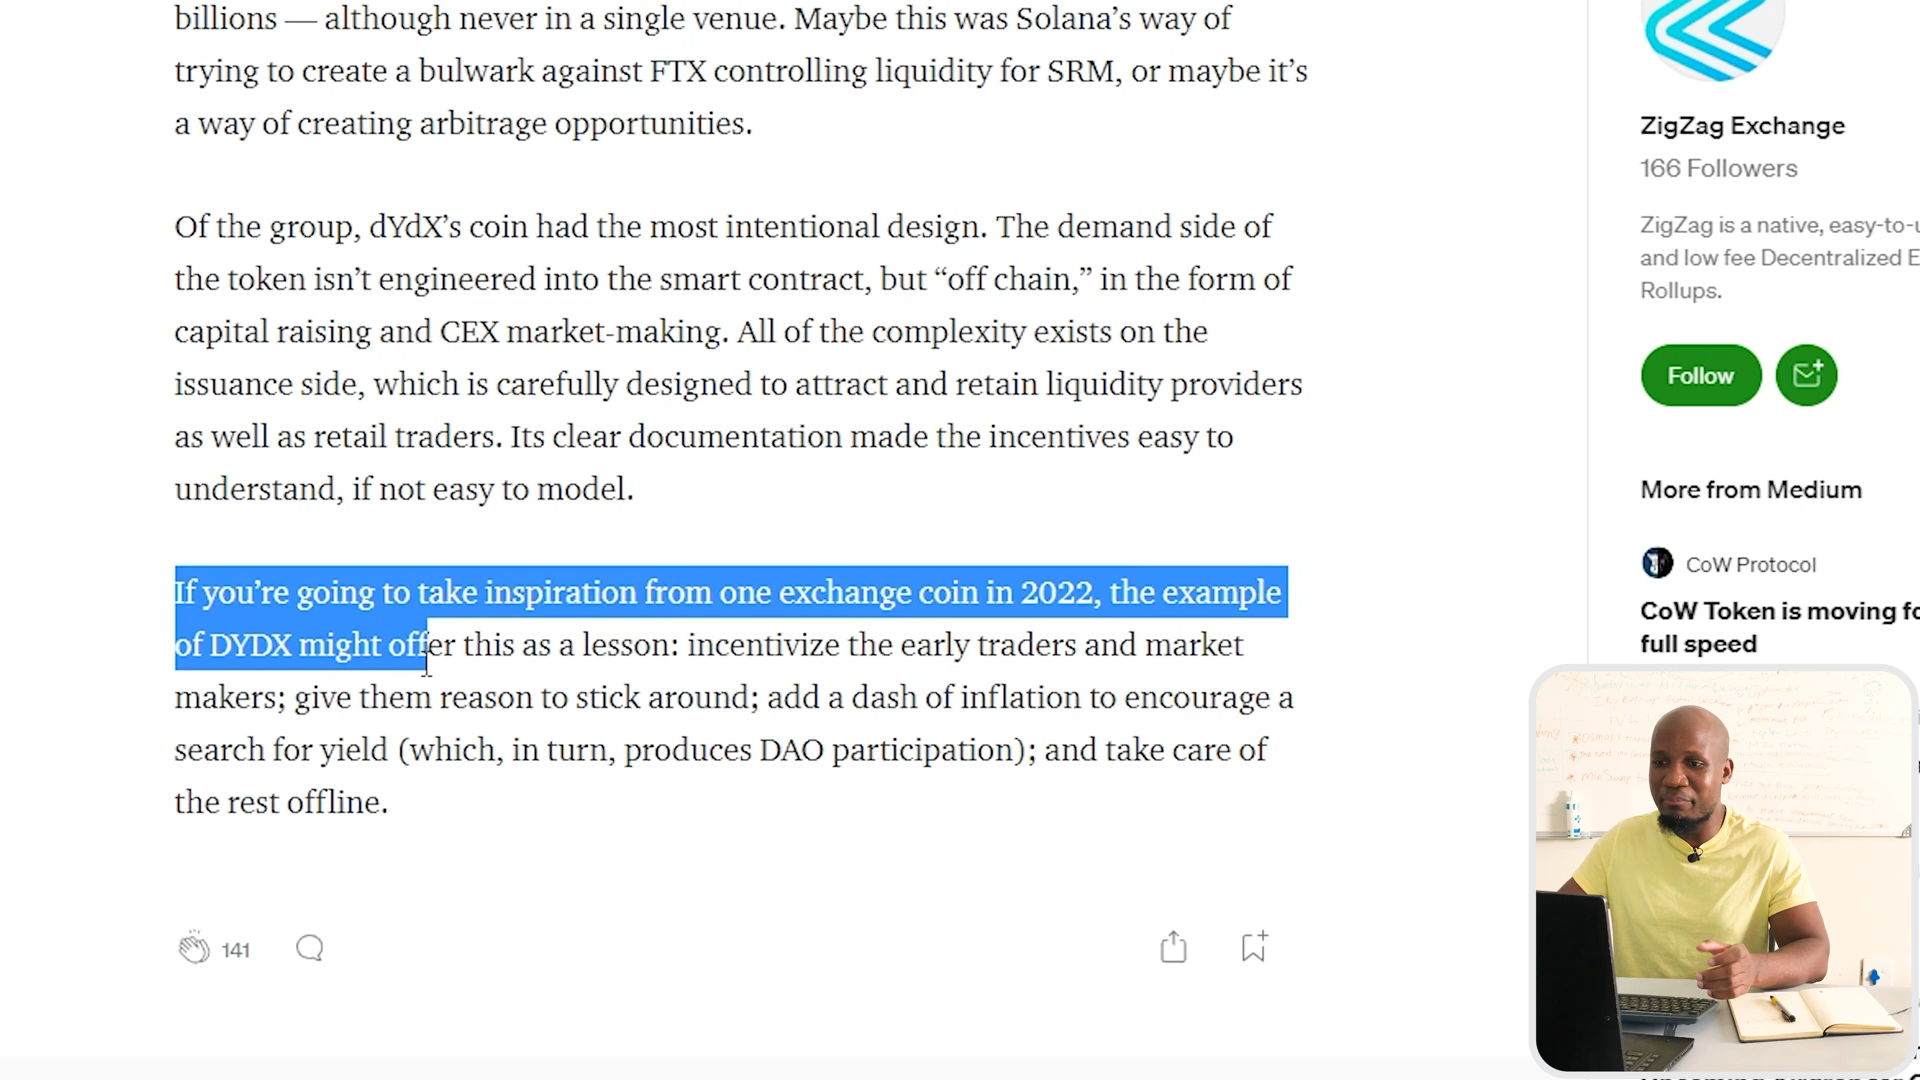 billions — although never in a single venue. Maybe this was Solana’s way of
trying to create a bulwark against FTX controlling liquidity for SRM, or maybe it’s
a way of creating arbitrage opportunities.
Of the group, dYdX’s coin had the most intentional design. The demand side of
the token isn’t engineered into the smart contract, but “off chain,” in the form of
capital raising and CEX market-making. All of the complexity exists on the
issuance side, which is carefully designed to attract and retain liquidity providers
as well as retail traders. Its clear documentation made the incentives easy to
understand, if not easy to model.
If you’re going to take inspiration from one exchange coin in 2022, the example
of DYDX might offer this as a lesson: incentivize the early traders and market
makers; give them reason to stick around; add a dash of inflation to encourage a
search for yield (which, in turn, produces DAO participation); and take care of
the rest offline.
141
ZigZag Exchange
166 Followers
ZigZag is a native, easy-to-u
and low fee Decentralized E
Rollups.
Follow
More from Medium
CoW Protocol
CoW Token is moving fo
full speed